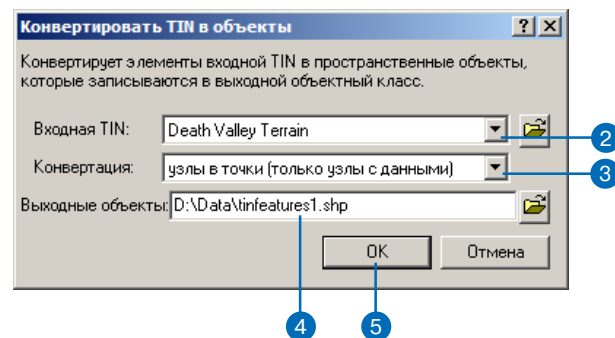 Конвертировать TIN в объекты
Конвертирует элементы входной TIN в пространственные объекты,
которые записываются в выходной объектный класс.
Входная TIN: Death Valley Terrain
2
Конвертация: узлы в точки (только узлы с данными)
3
Выходные объекты: D:\Data\tinfeatures1.shp
OK Отмена
4 5